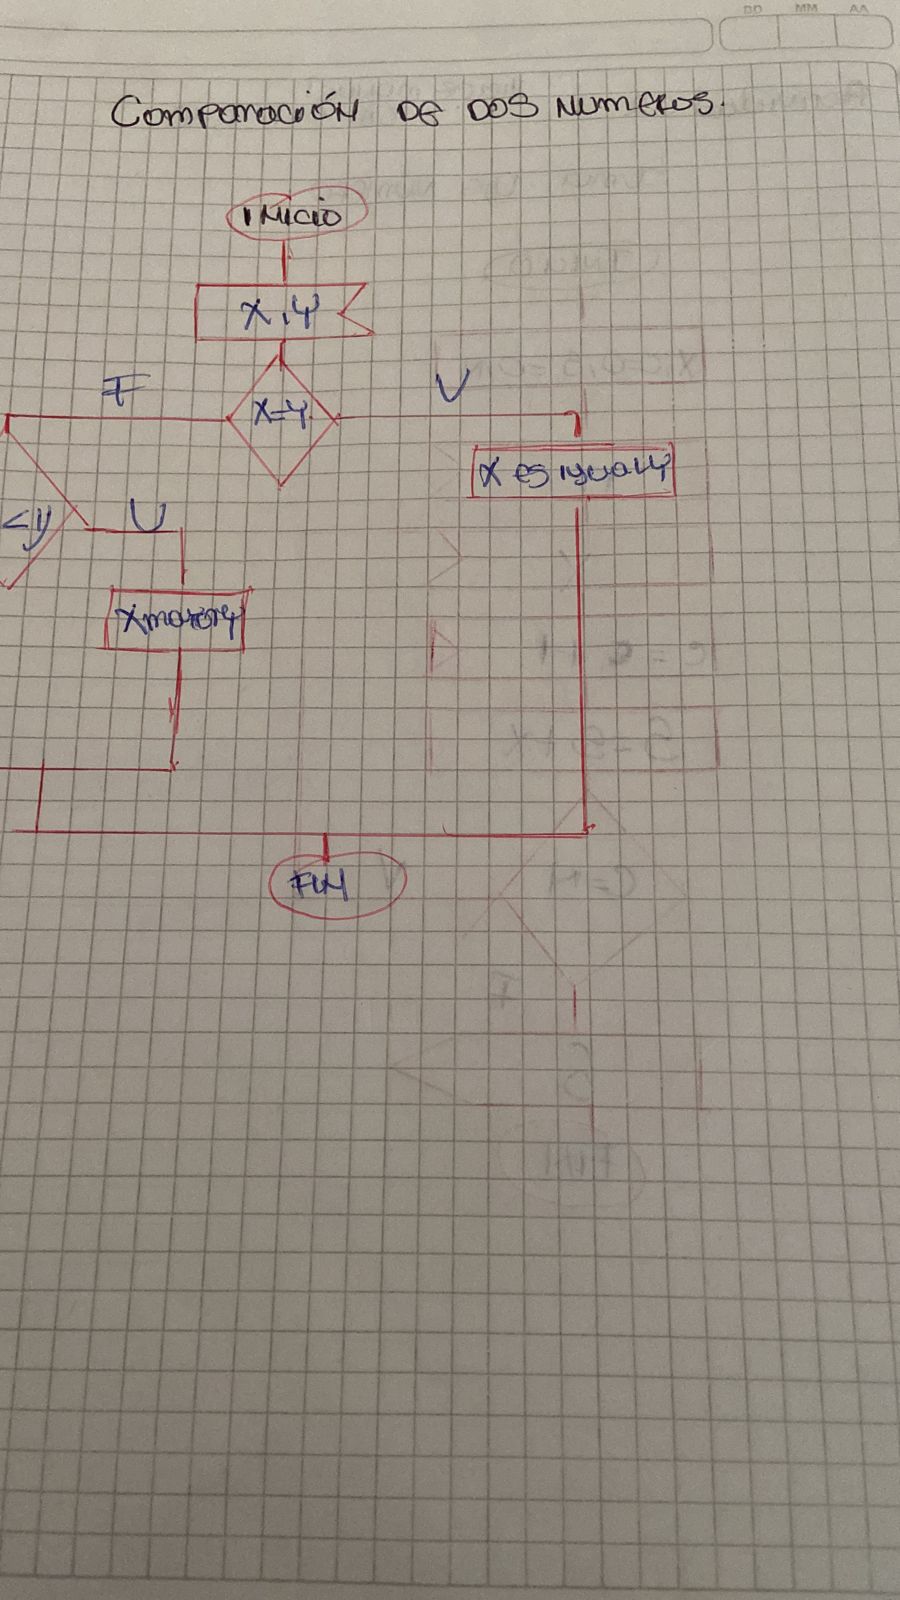 DD MM AA
Comparación DE DOS NUMEROS.
INICIO
X,Y
F
V
X=Y
X es igual Y
<y
V
X mayor Y
FIN